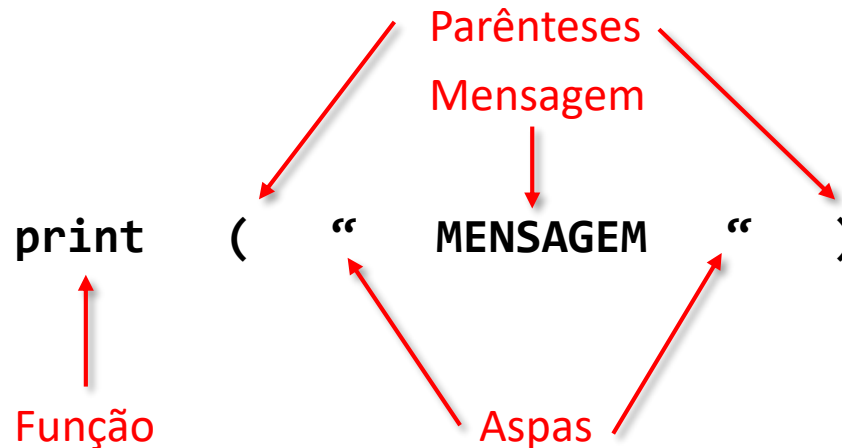 Parênteses
Mensagem
print ( “ MENSAGEM “ )
Função Aspas